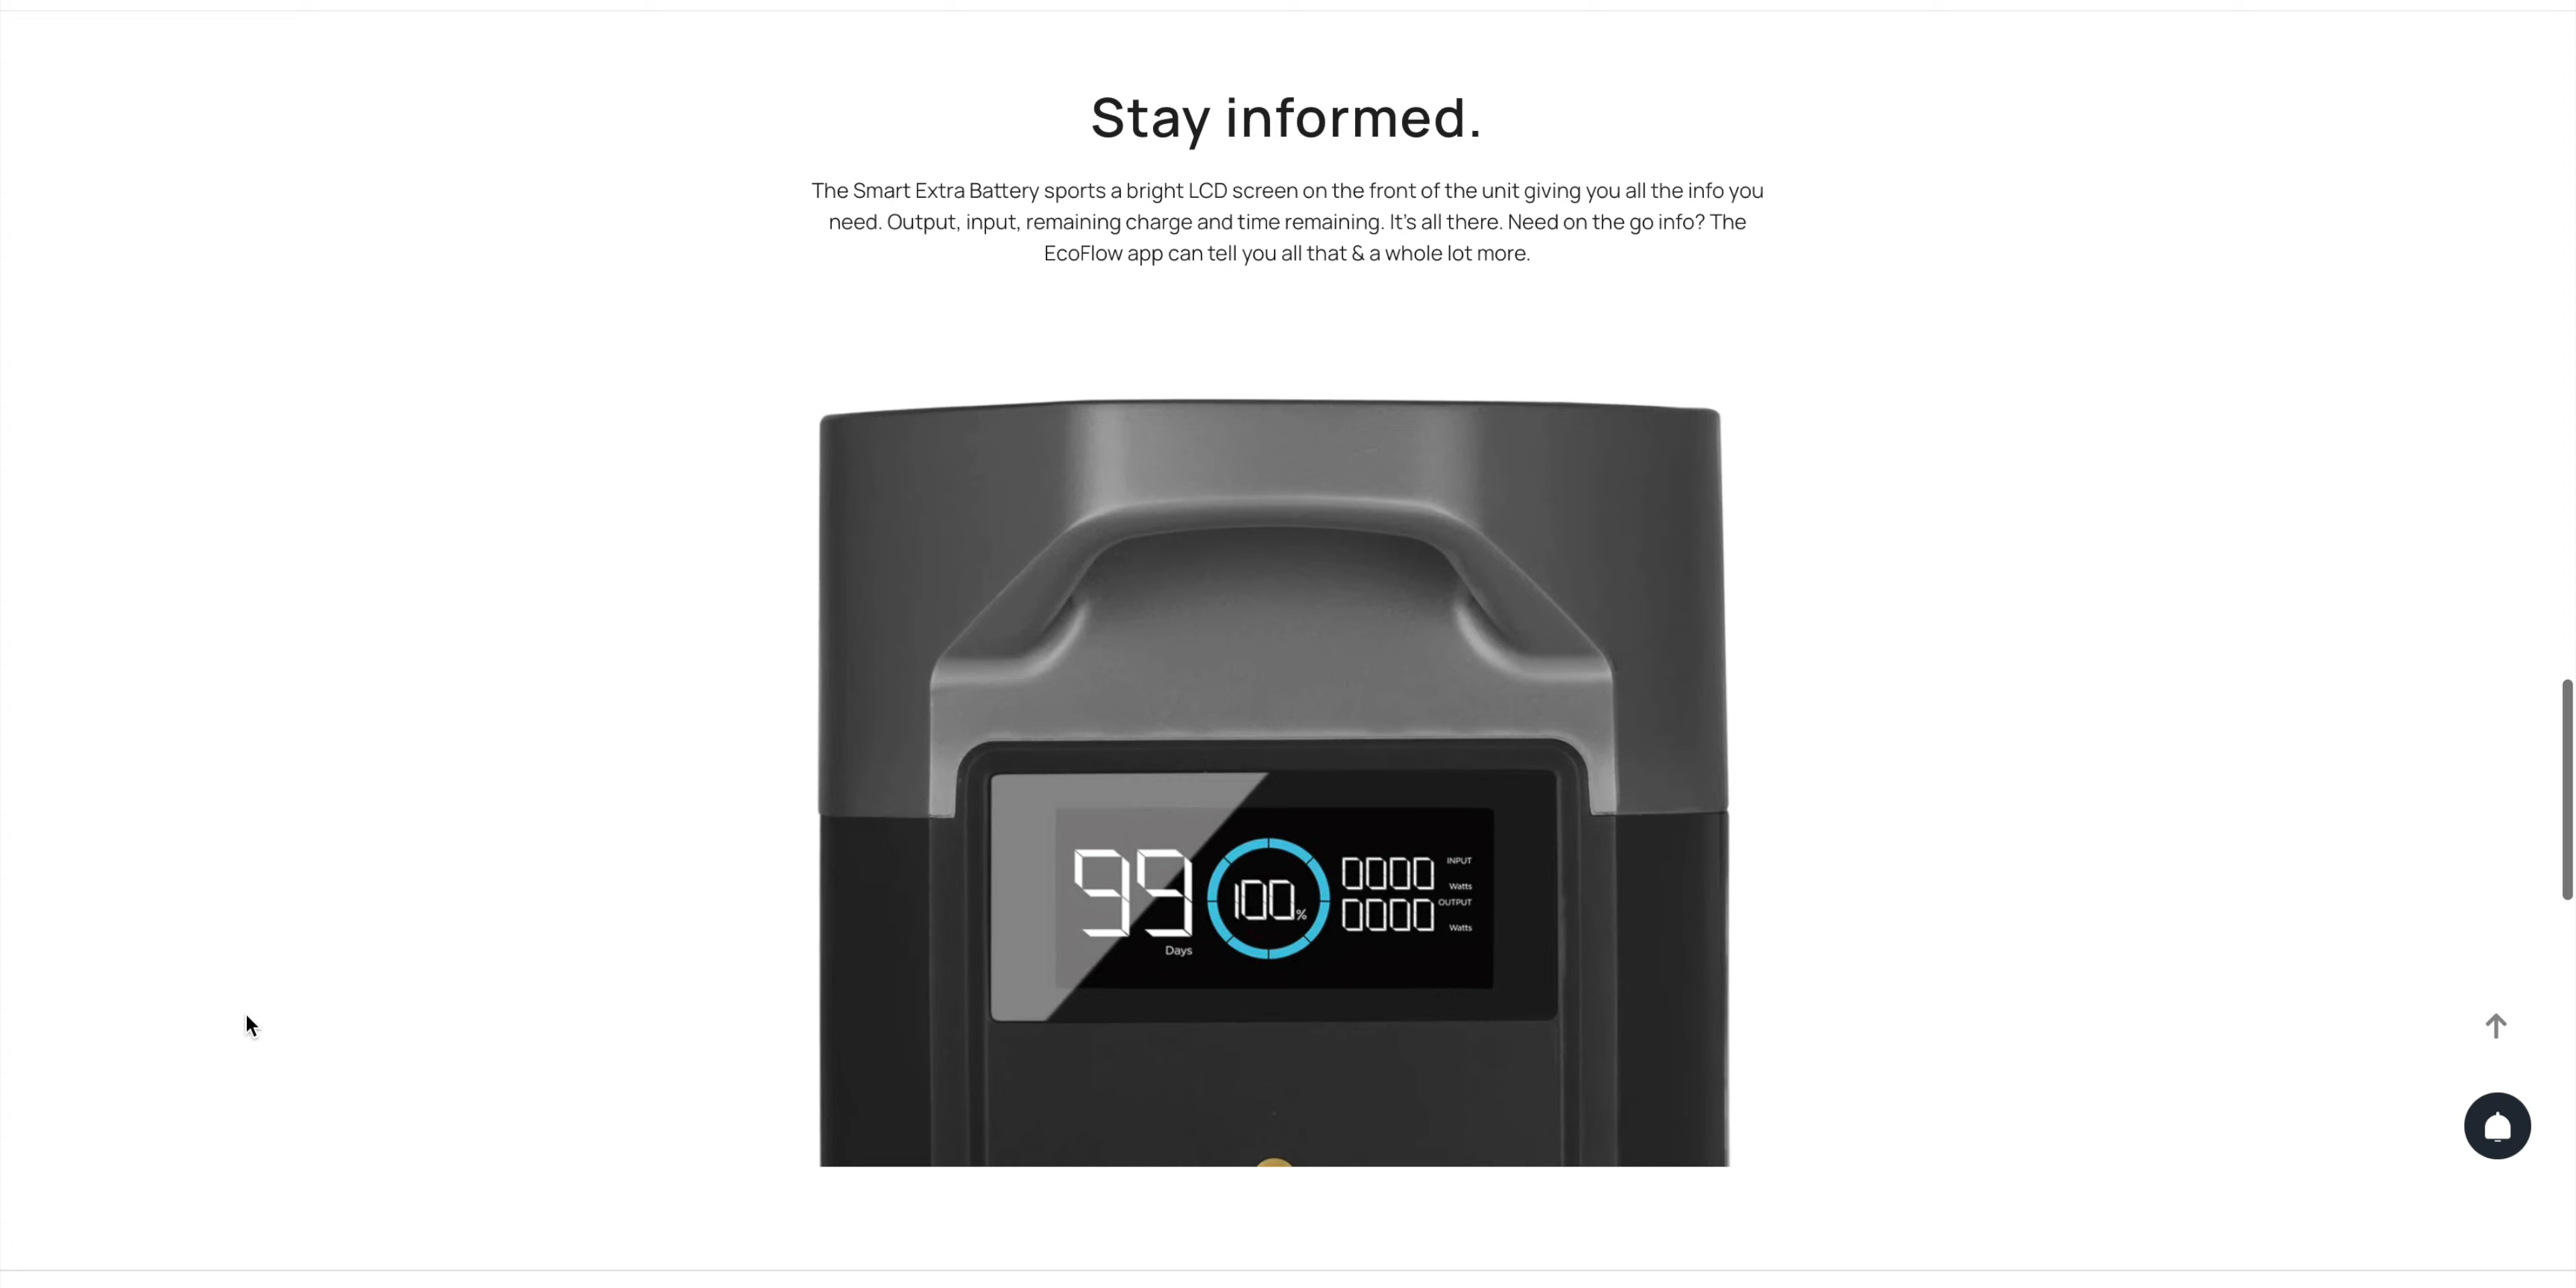 Stay informed.
The Smart Extra Battery sports a bright LCD screen on the front of the unit giving you all the info you
need. Output, input, remaining charge and time remaining. It's all there. Need on the go info? The
EcoFlow app can tell you all that & a whole lot more.
99
Days
100%
0000 INPUT Watts
0000 OUTPUT Watts